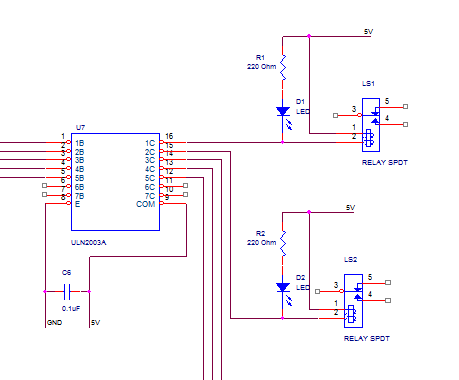 5V
R1
220 Ohm
LS1
D1
LED
3
5
4
1
2
RELAY SPDT
U7
1 1B 1C 16
2 2B 2C 15
3 3B 3C 14
4 4B 4C 13
5 5B 5C 12
6 6B 6C 11
7 7B 7C 10
8 E COM 9
ULN2003A
5V
R2
220 Ohm
LS2
D2
LED
3
5
4
1
2
RELAY SPDT
C6
0.1uF
GND
5V